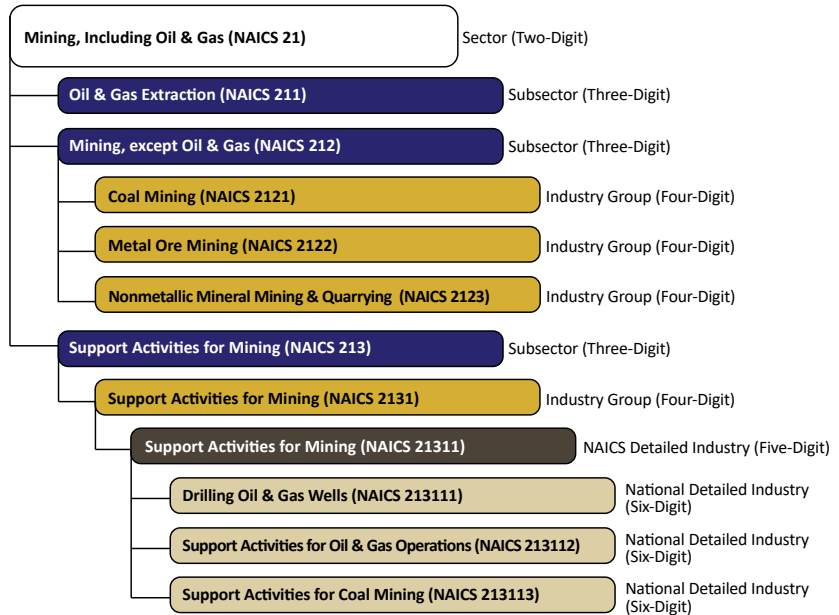 Mining, Including Oil & Gas (NAICS 21)
Sector (Two-Digit)
Oil & Gas Extraction (NAICS 211)
Subsector (Three-Digit)
Mining, except Oil & Gas (NAICS 212)
Subsector (Three-Digit)
Coal Mining (NAICS 2121)
Industry Group (Four-Digit)
Metal Ore Mining (NAICS 2122)
Industry Group (Four-Digit)
Nonmetallic Mineral Mining & Quarrying (NAICS 2123)
Industry Group (Four-Digit)
Support Activities for Mining (NAICS 213)
Subsector (Three-Digit)
Support Activities for Mining (NAICS 2131)
Industry Group (Four-Digit)
Support Activities for Mining (NAICS 21311)
NAICS Detailed Industry (Five-Digit)
Drilling Oil & Gas Wells (NAICS 213111)
National Detailed Industry
(Six-Digit)
Support Activities for Oil & Gas Operations (NAICS 213112)
National Detailed Industry
(Six-Digit)
Support Activities for Coal Mining (NAICS 213113)
National Detailed Industry
(Six-Digit)